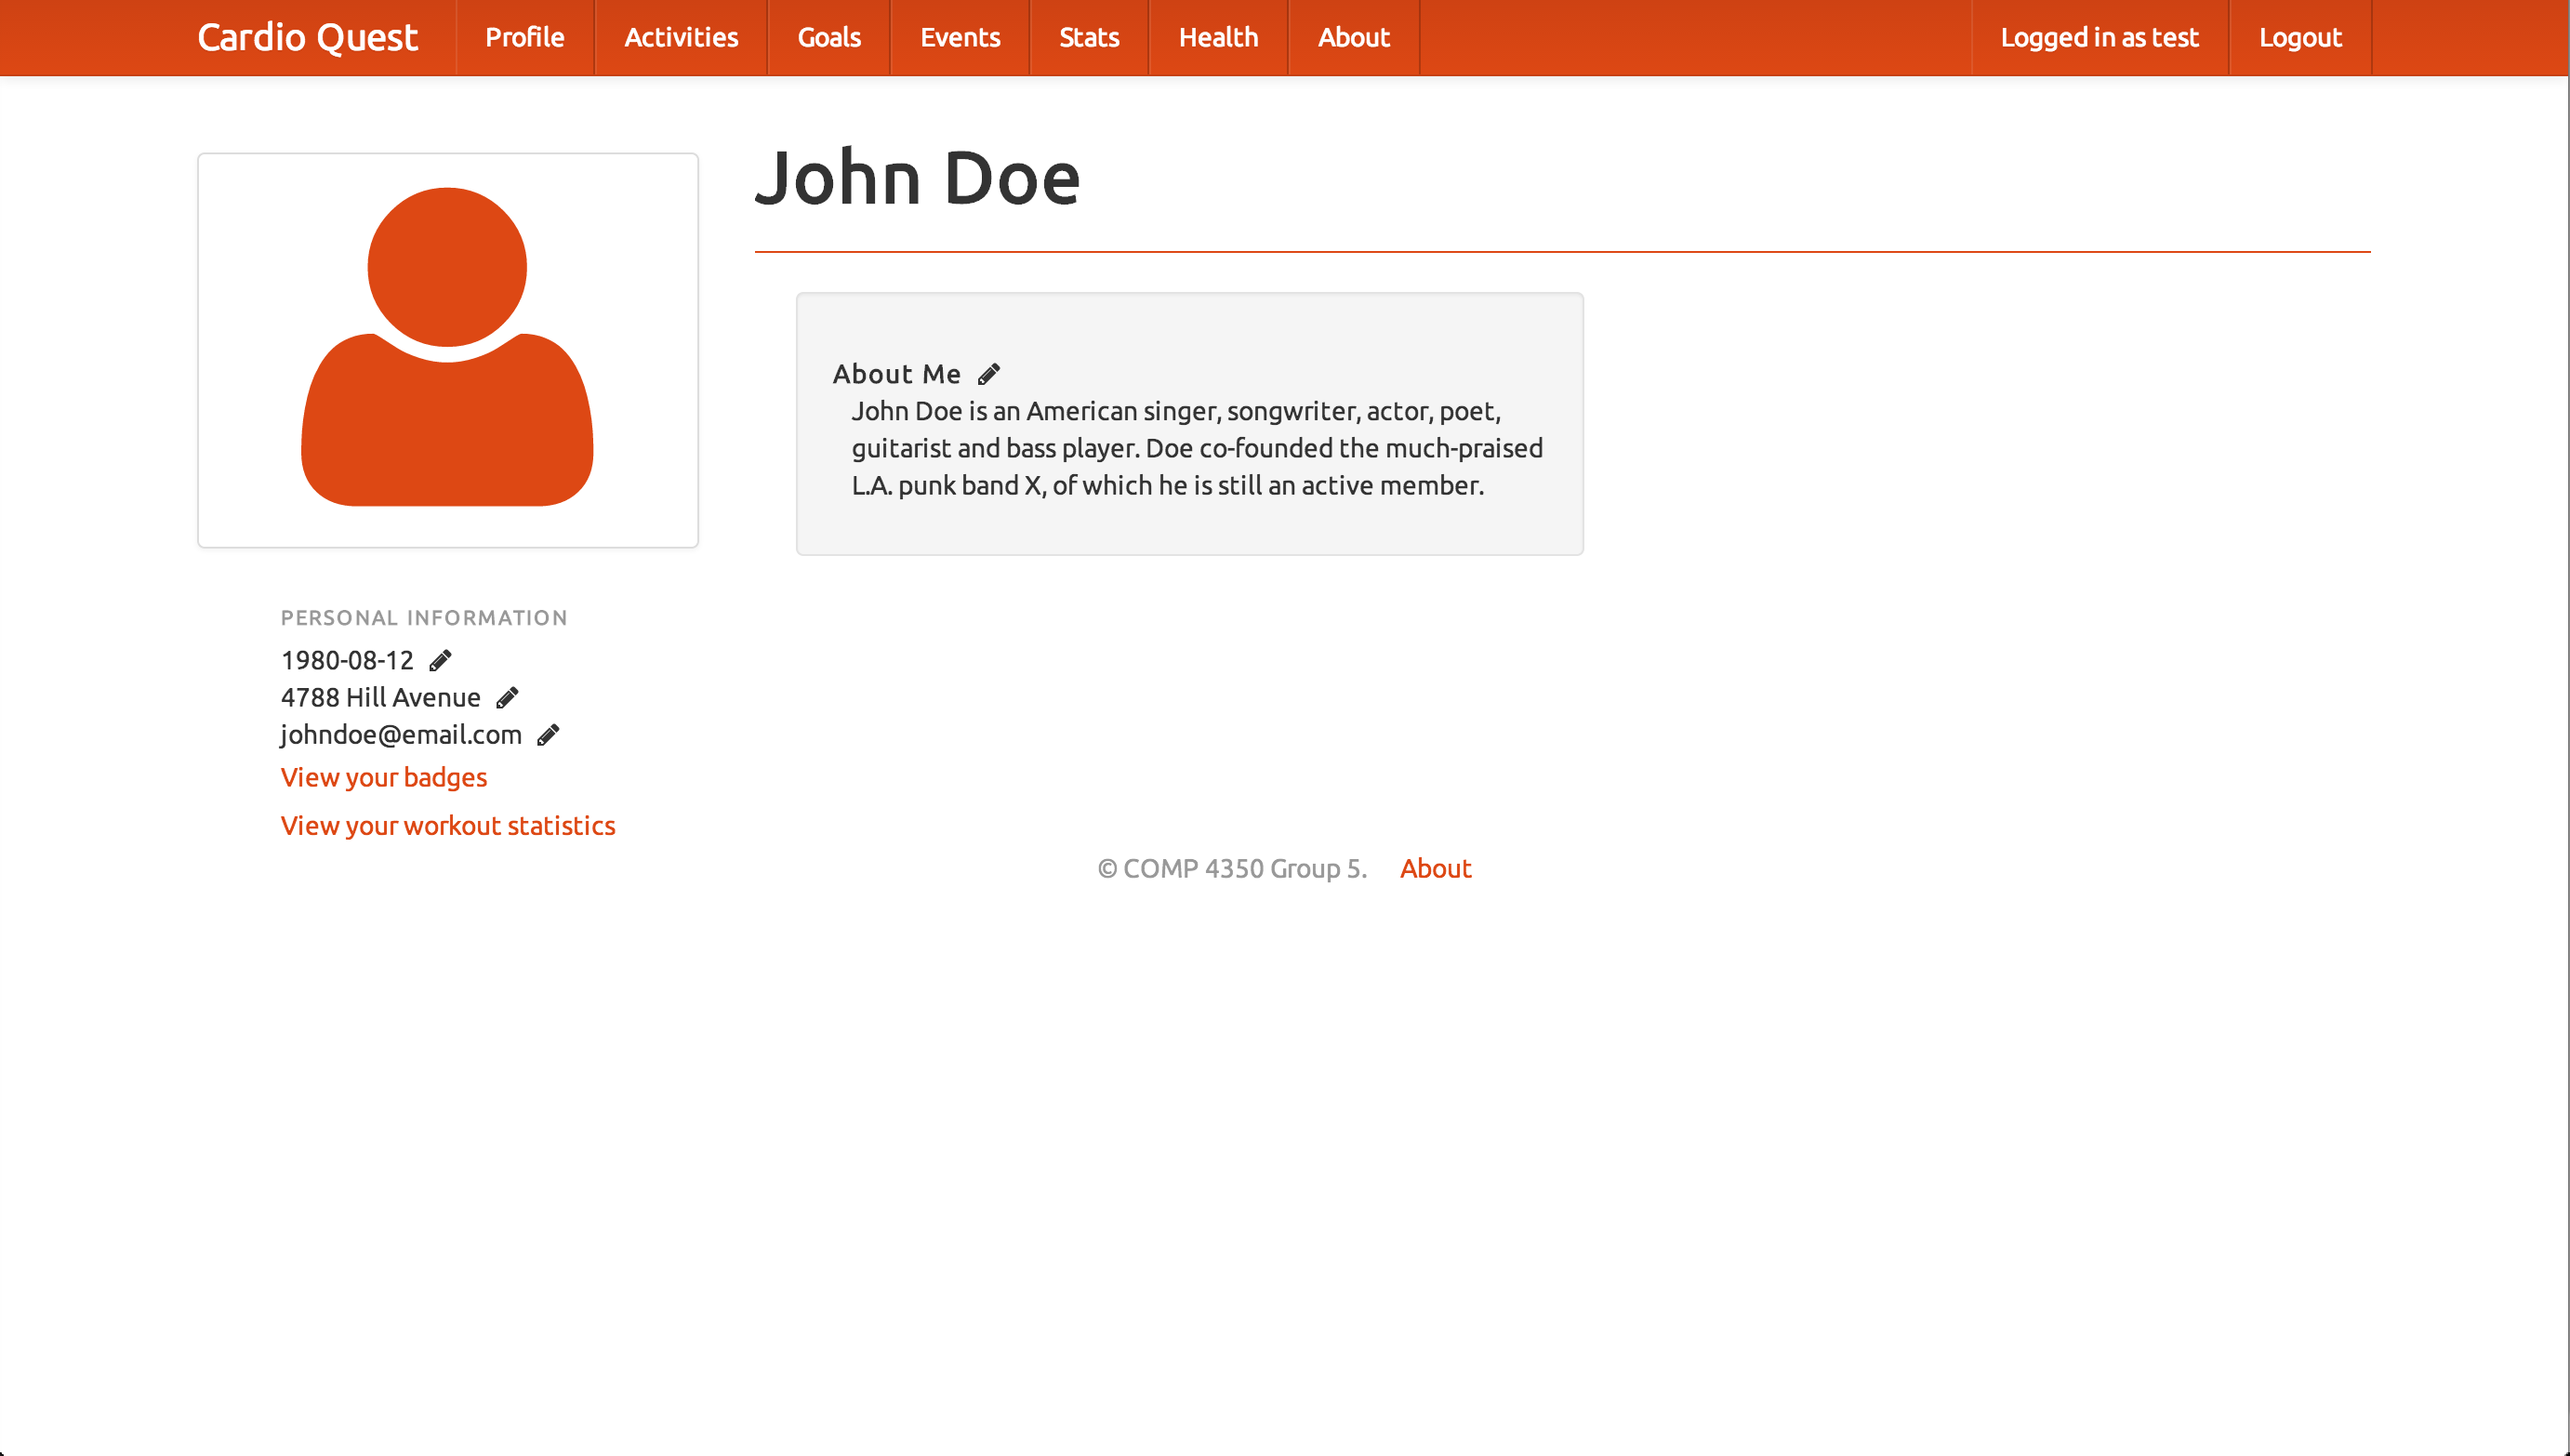 Cardio Quest Profile Activities Goals Events Stats Health About Logged in as test Logout
John Doe
About Me
John Doe is an American singer, songwriter, actor, poet,
guitarist and bass player. Doe co-founded the much-praised
L.A. punk band X, of which he is still an active member.
PERSONAL INFORMATION
1980-08-12
4788 Hill Avenue
johndoe@email.com
View your badges
View your workout statistics
© COMP 4350 Group 5. About